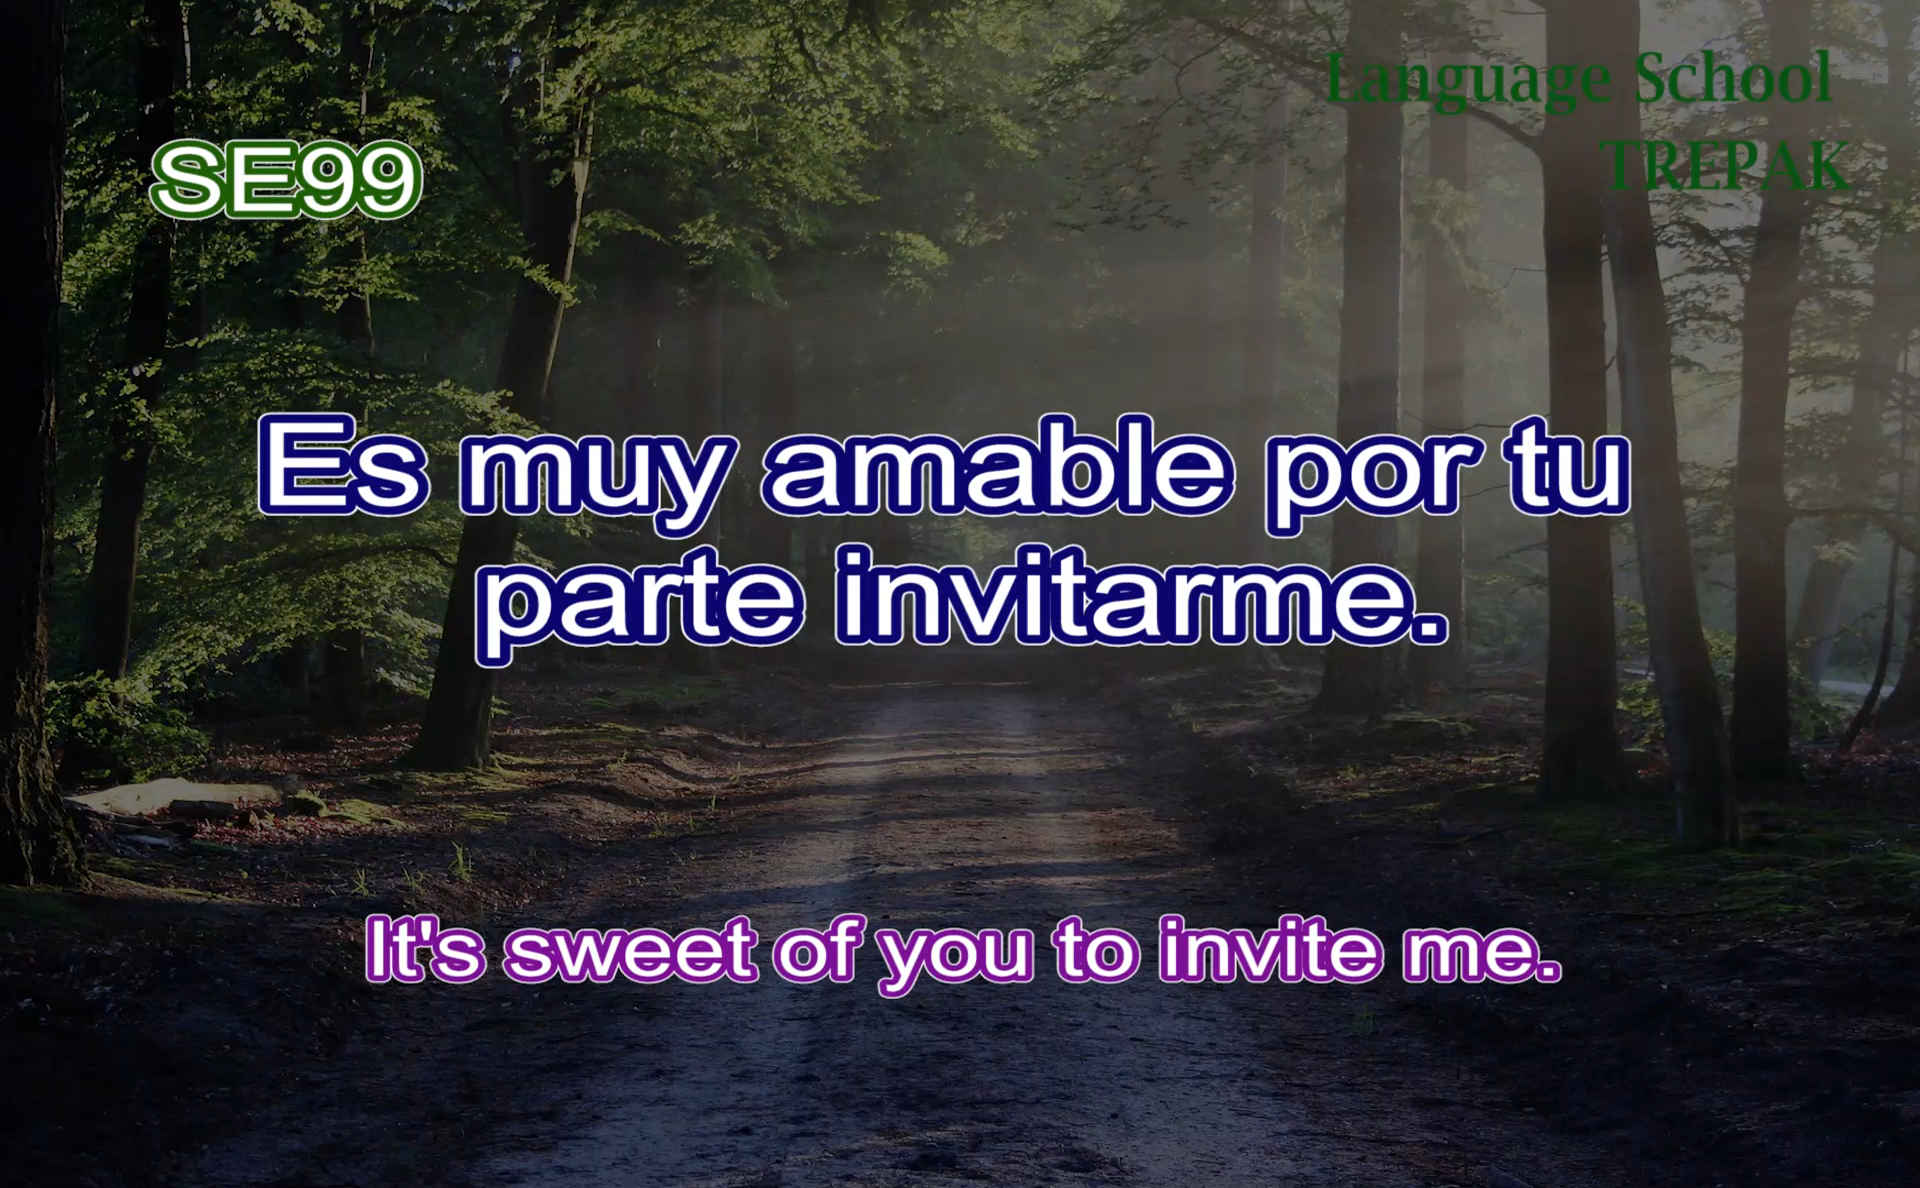 Language School
TREPAK
SE99
Es muy amable por tu
parte invitarme.
It's sweet of you to invite me.